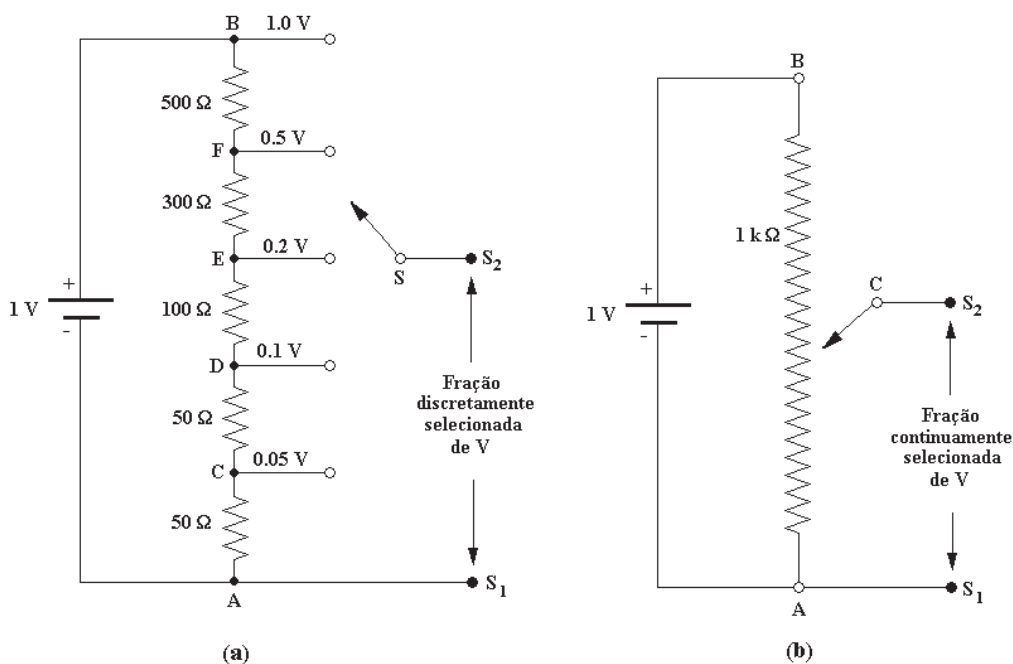 B
1.0 V
500 Ω
F
0.5 V
300 Ω
E
0.2 V
S
S2
1 V
+
-
100 Ω
D
0.1 V
Fração
discretamente
selecionada
de V
50 Ω
C
0.05 V
50 Ω
A
S1
(a)
B
1 k Ω
C
S2
1 V
+
-
Fração
continuamente
selecionada
de V
A
S1
(b)